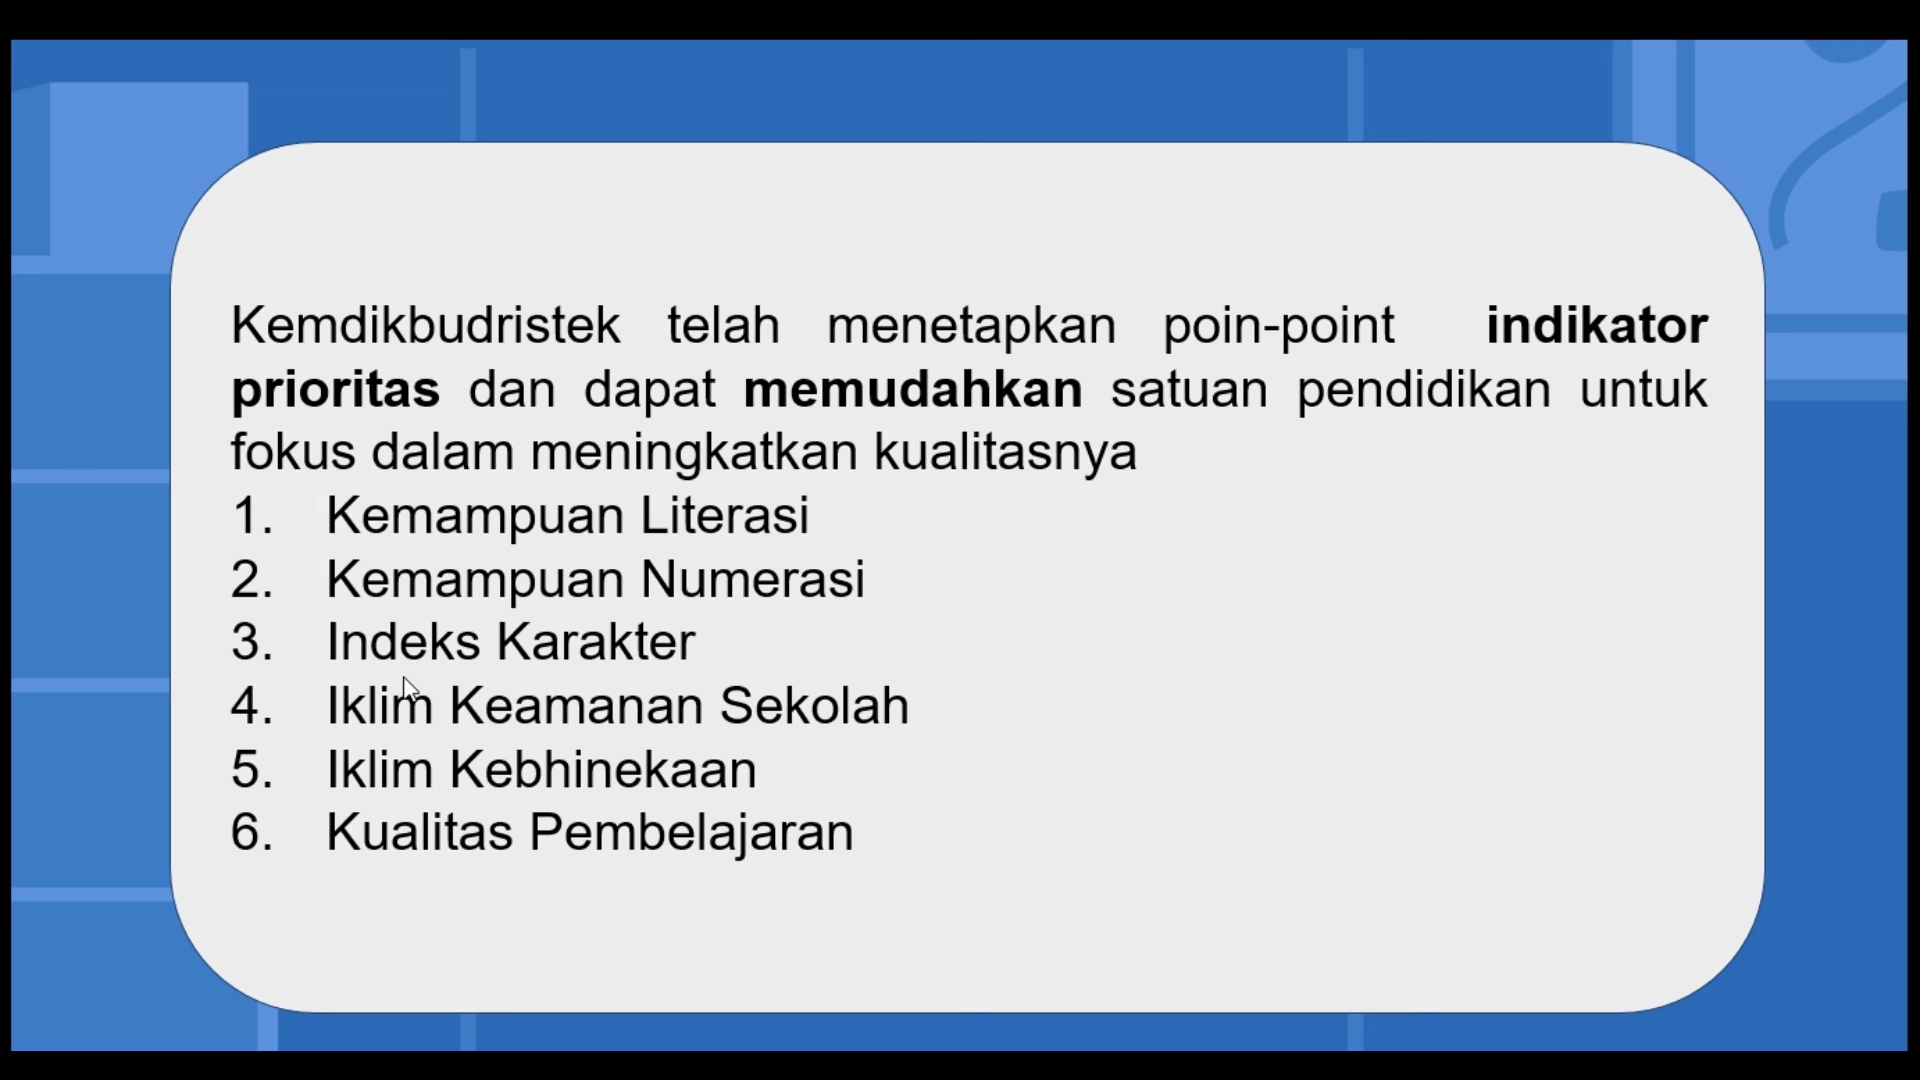 Kemdikbudristek telah menetapkan poin-point indikator
prioritas dan dapat memudahkan satuan pendidikan untuk
fokus dalam meningkatkan kualitasnya
1. Kemampuan Literasi
2. Kemampuan Numerasi
3. Indeks Karakter
4. Iklim Keamanan Sekolah
5. Iklim Kebhinekaan
6. Kualitas Pembelajaran